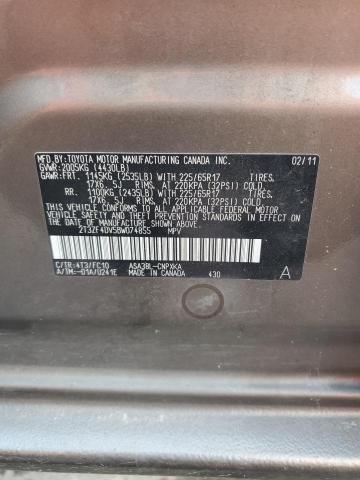 MFD.BY:TOYOTA MOTOR MANUFACTURING CANADA INC. 02/11
GVWR:2005KG (4430LB)
GAWR:FRT. 1145KG (2535LB) WITH 225/65R17 TIRES,
17X6. 5J RIMS, AT 220KPA (32PSI) COLD.
RR. 1100KG (2435LB) WITH 225/65R17 TIRES,
17X6. 5J RIMS, AT 220KPA (32PSI) COLD.
THIS VEHICLE CONFORMS TO ALL APPLICABLE FEDERAL MOTOR
VEHICLE SAFETY STANDARDS IN EFFECT ON
THE DATE OF MANUFACTURE SHOWN ABOVE.
2T3ZF4DV5BW074855 MPV
C/TR:4T3/FC10 ASA38L-CNPXKA
A/TM:-01A/U241E MADE IN CANADA 430 A